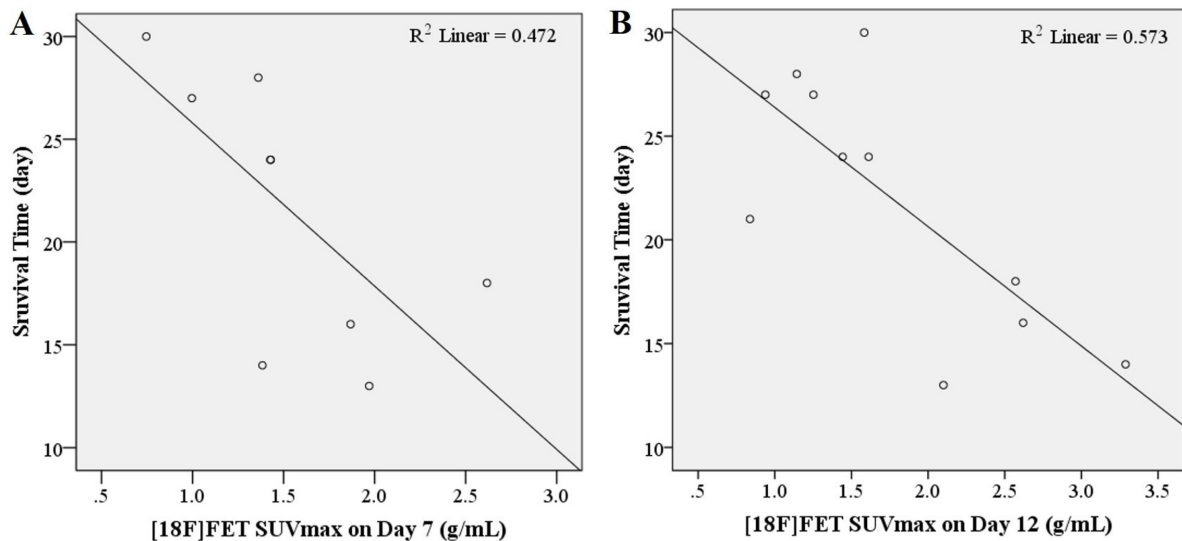 A
R² Linear = 0.472
30
25
20
15
10
Sruvival Time (day)
.5 1.0 1.5 2.0 2.5 3.0
[18F]FET SUVmax on Day 7 (g/mL)
B
R² Linear = 0.573
30
25
20
15
10
Sruvival Time (day)
.5 1.0 1.5 2.0 2.5 3.0 3.5
[18F]FET SUVmax on Day 12 (g/mL)